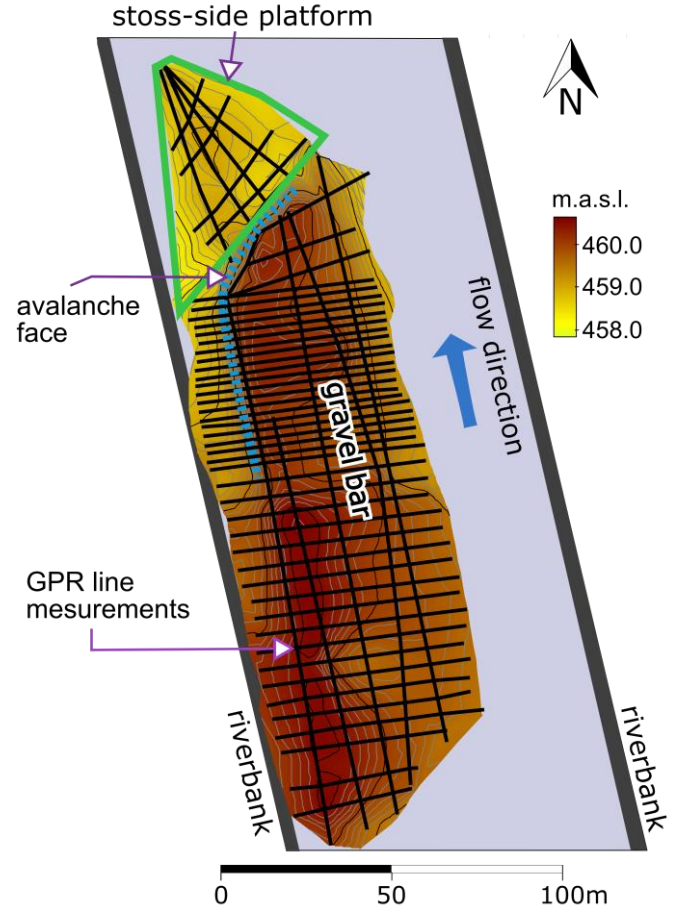 stoss-side platform
N
m.a.s.l.
460.0
459.0
458.0
avalanche
face
flow direction
gravel bar
GPR line
mesurements
riverbank
riverbank
0
50
100m